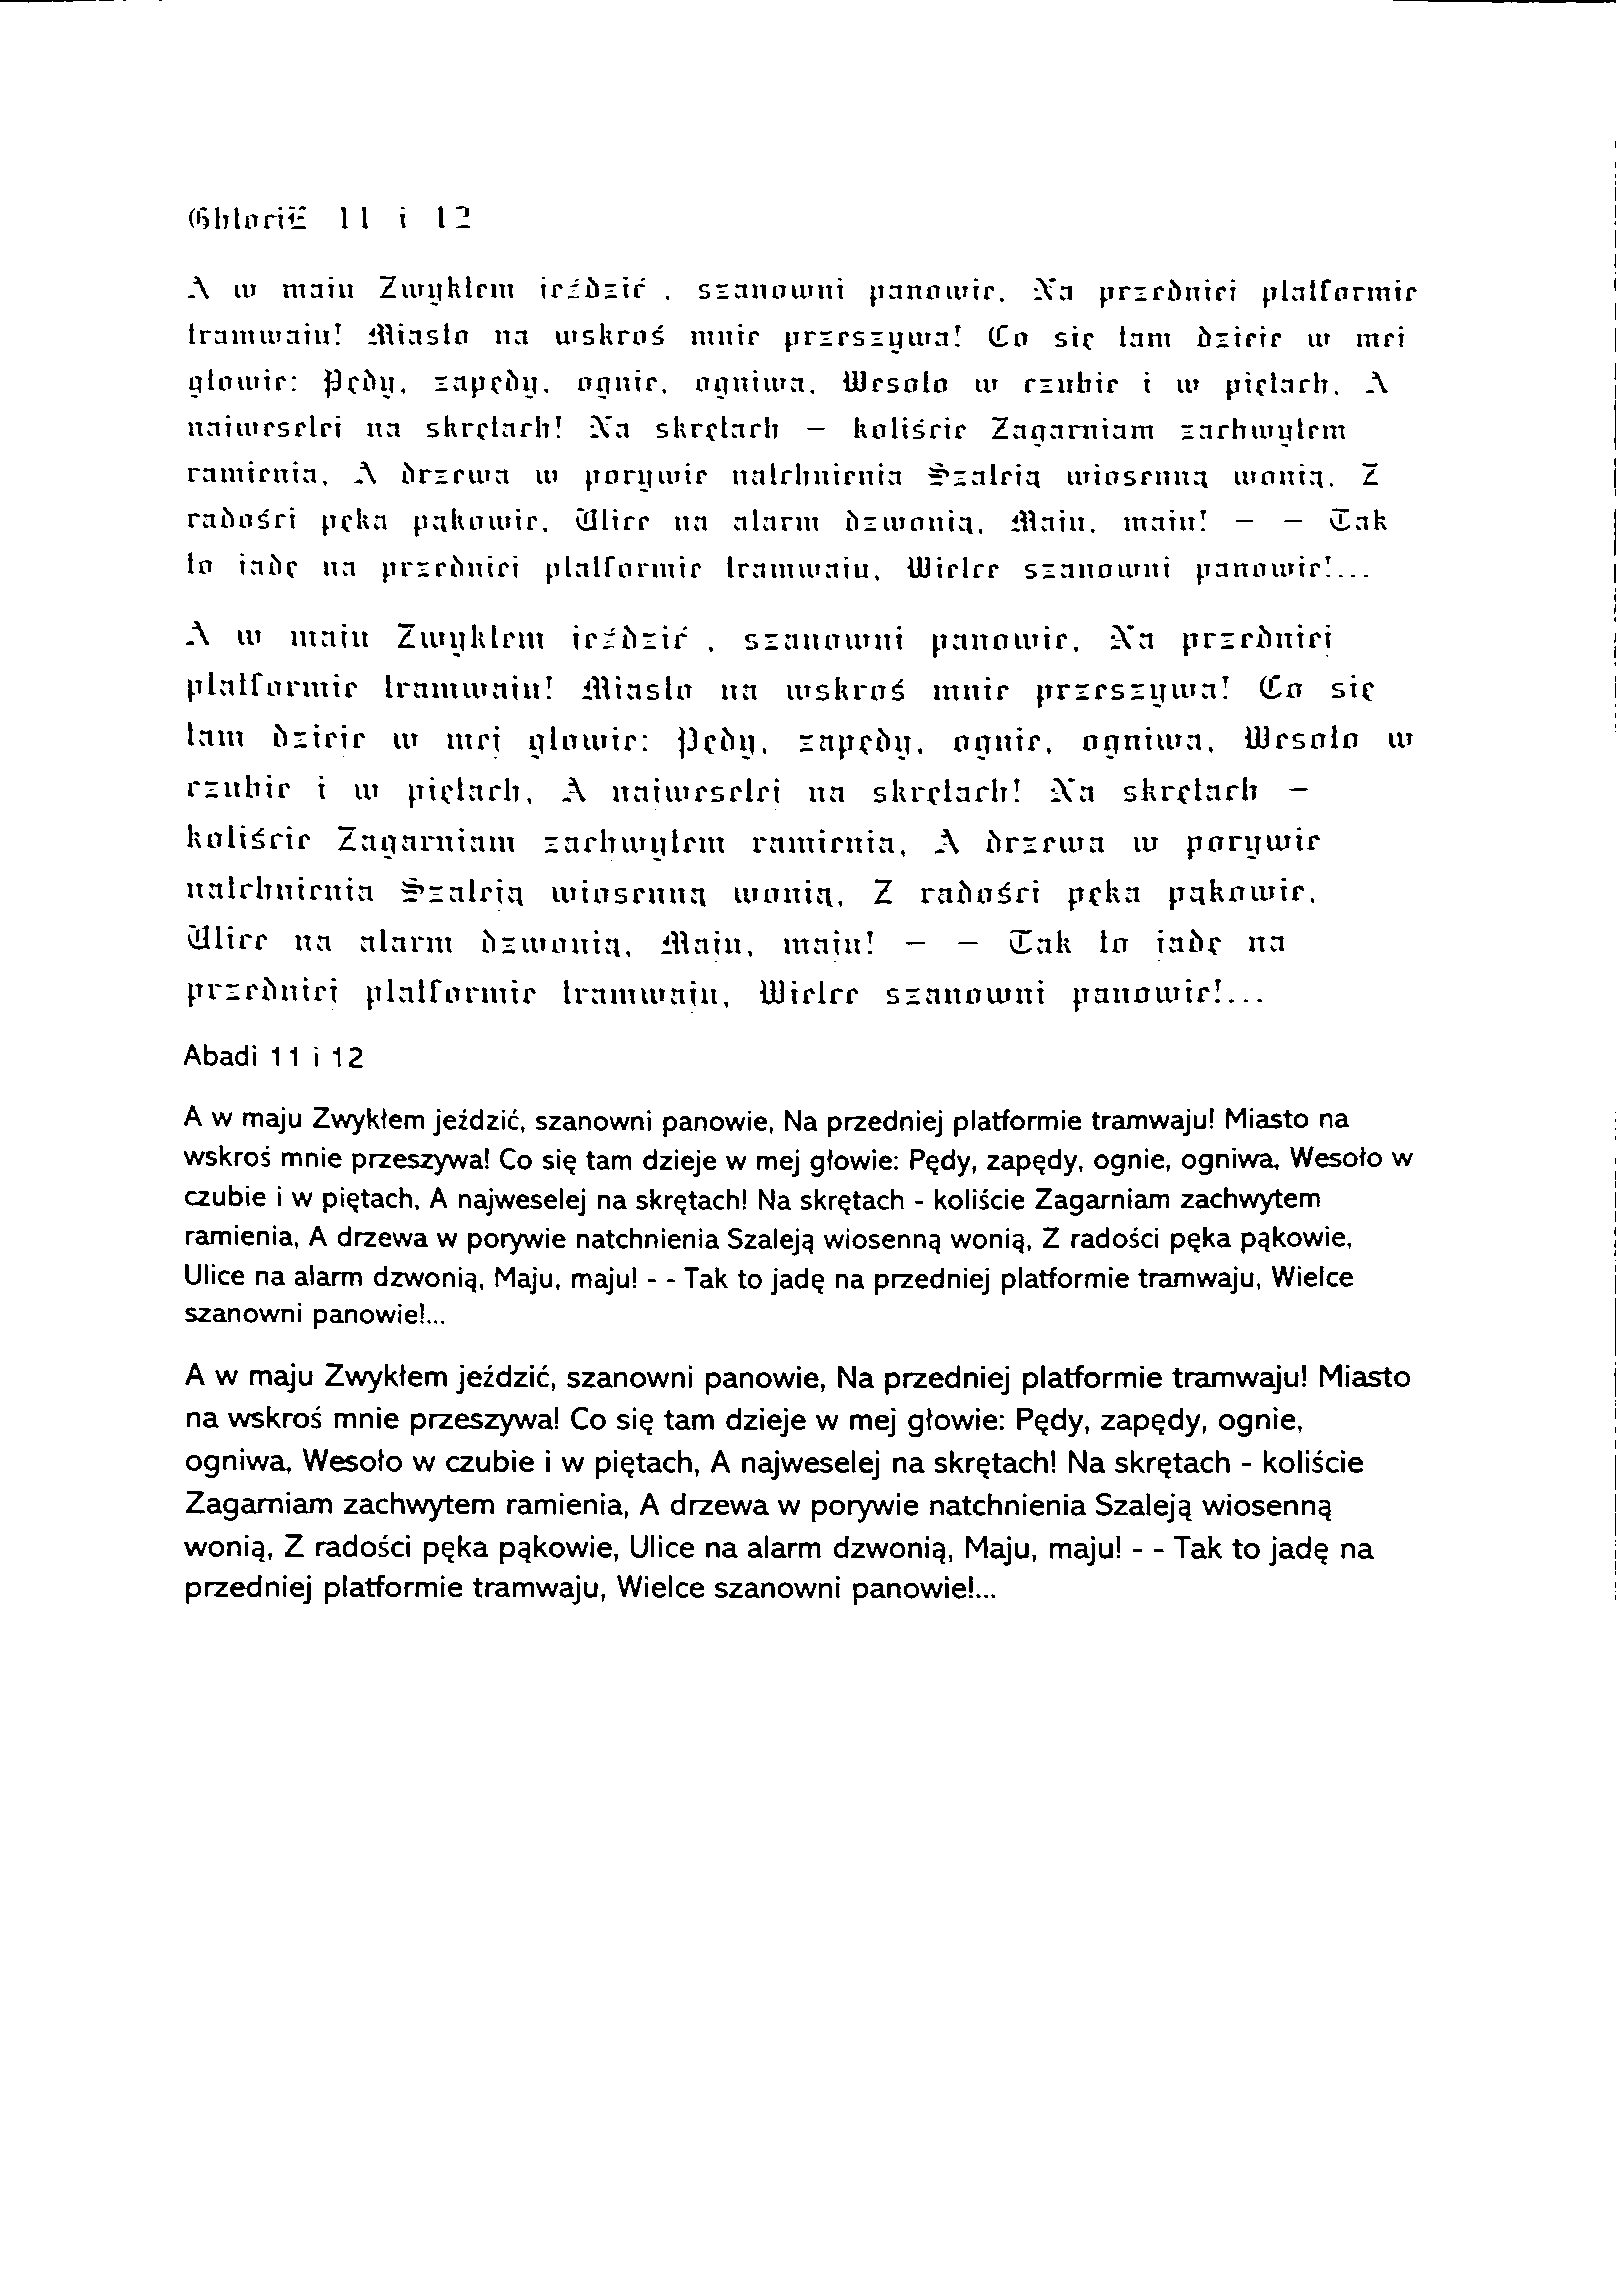 11 i 12
A w maju Zwykłem jeździć , szanowni panowie, Na przedniej platformie
tramwaju! Miasto na wskroś mnie przeszywa! Co się tam dzieje w mej
głowie: Pędy, zapędy, ognie, ogniwa, Wesoło w czubie i w piętach, A
najweselej na skrętach! Na skrętach – koliście Zagarniam zachwytem
ramienia, A drzewa w porywie natchnienia Szaleją wiosenną wonią, Z
radości pęka pąkowie, Ulice na alarm dzwonią, Maju, maju! – – Tak
to jadę na przedniej platformie tramwaju, Wielce szanowni panowie!...
A w maju Zwykłem jeździć , szanowni panowie, Na przedniej
platformie tramwaju! Miasto na wskroś mnie przeszywa! Co się
tam dzieje w mej głowie: Pędy, zapędy, ognie, ogniwa, Wesoło w
czubie i w piętach, A najweselej na skrętach! Na skrętach –
koliście Zagarniam zachwytem ramienia, A drzewa w porywie
natchnienia Szaleją wiosenną wonią, Z radości pęka pąkowie,
Ulice na alarm dzwonią, Maju, maju! – – Tak to jadę na
przedniej platformie tramwaju, Wielce szanowni panowie!...
Abadi 11 i 12
A w maju Zwykłem jeździć, szanowni panowie, Na przedniej platformie tramwaju! Miasto na
wskroś mnie przeszywa! Co się tam dzieje w mej głowie: Pędy, zapędy, ognie, ogniwa, Wesoło w
czubie i w piętach, A najweselej na skrętach! Na skrętach - koliście Zagarniam zachwytem
ramienia, A drzewa w porywie natchnienia Szaleją wiosenną wonią, Z radości pęka pąkowie,
Ulice na alarm dzwonią, Maju, maju! - - Tak to jadę na przedniej platformie tramwaju, Wielce
szanowni panowie!...
A w maju Zwykłem jeździć, szanowni panowie, Na przedniej platformie tramwaju! Miasto
na wskroś mnie przeszywa! Co się tam dzieje w mej głowie: Pędy, zapędy, ognie,
ogniwa, Wesoło w czubie i w piętach, A najweselej na skrętach! Na skrętach - koliście
Zagarniam zachwytem ramienia, A drzewa w porywie natchnienia Szaleją wiosenną
wonią, Z radości pęka pąkowie, Ulice na alarm dzwonią, Maju, maju! - - Tak to jadę na
przedniej platformie tramwaju, Wielce szanowni panowie!...